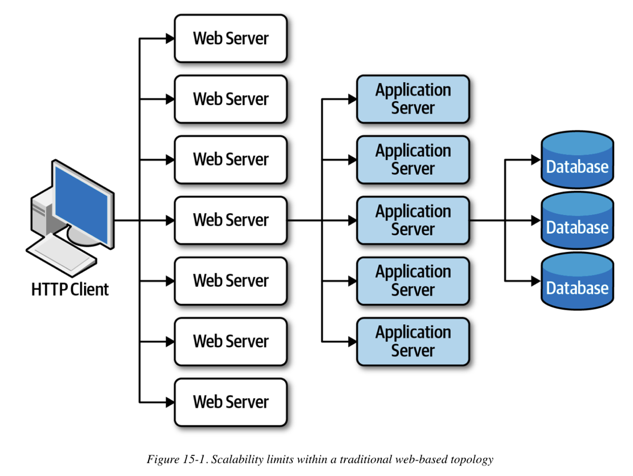 Web Server
Web Server
Web Server
Web Server
Web Server
Web Server
Web Server
HTTP Client
Application
Server
Application
Server
Application
Server
Application
Server
Application
Server
Database
Database
Database
Figure 15-1. Scalability limits within a traditional web-based topology